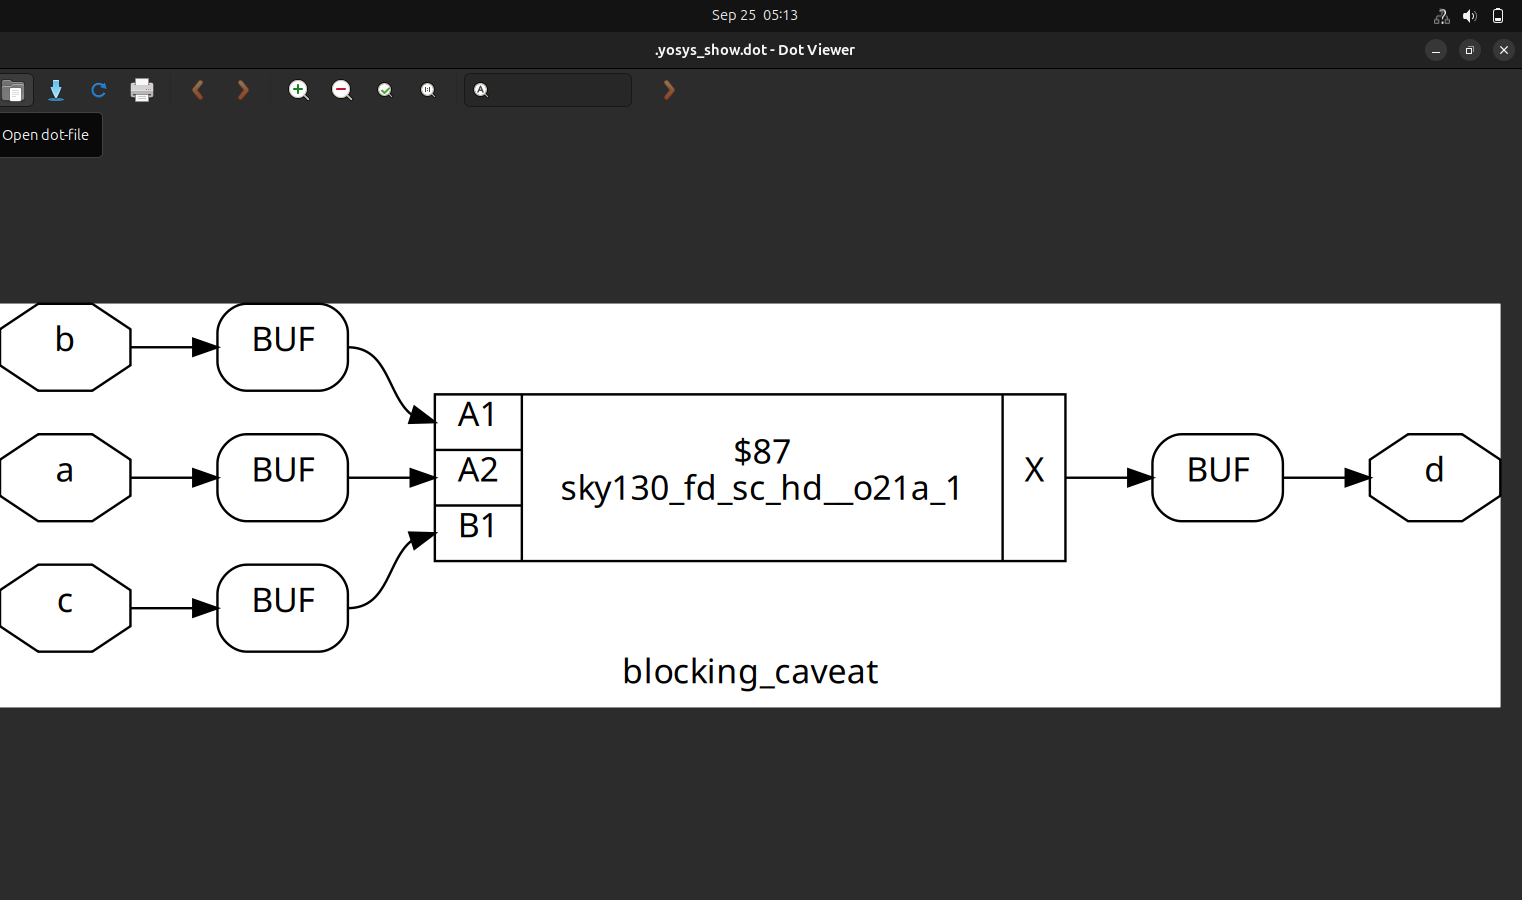 Sep 25 05:13
.yosys_show.dot - Dot Viewer
Open dot-file
b
BUF
A1
a
BUF
A2
$87
sky130_fd_sc_hd__o21a_1
X
BUF
d
B1
c
BUF
blocking_caveat